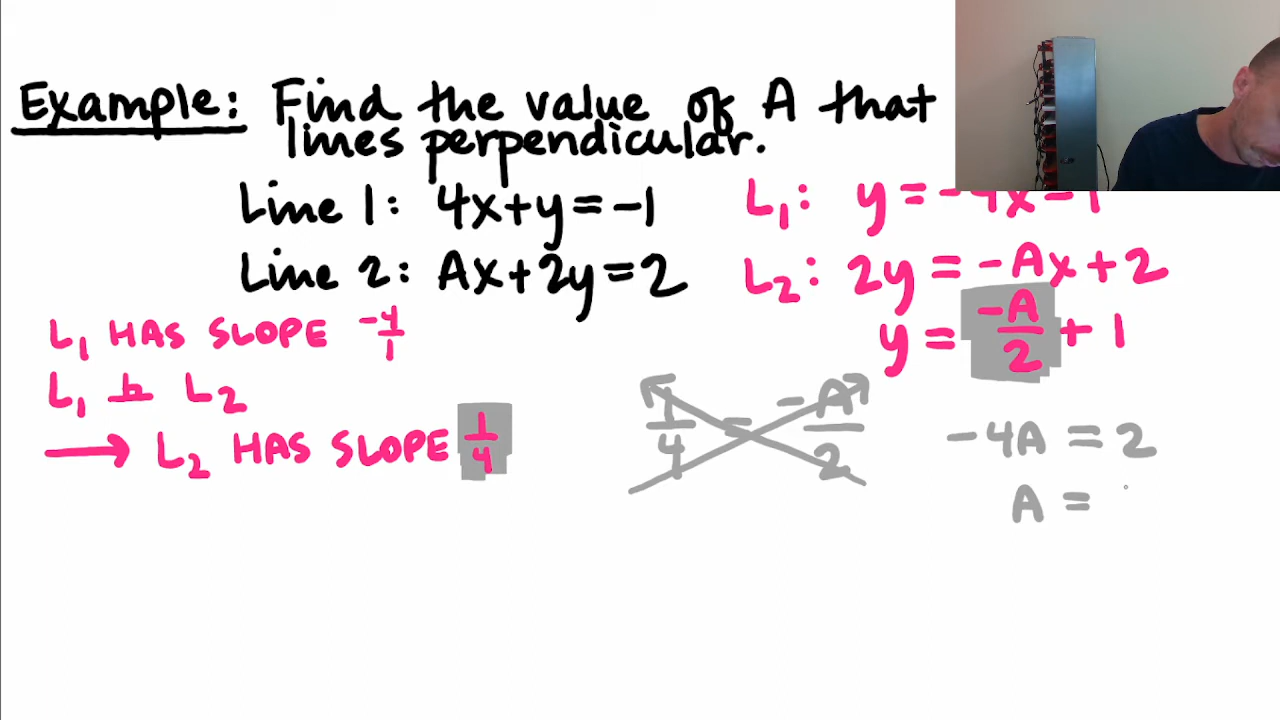 Example: Find the value of A that
lines perpendicular.
Line 1: 4x+y=-1
Line 2: Ax+2y=2
L₁: y=-4x-1
L₂: 2y=-Ax+2
y=-A/2+1
L₁ HAS SLOPE -4/1
L₁ ⊥ L₂
→ L₂ HAS SLOPE 1/4
1/4 = -A/2
-4A = 2
A =